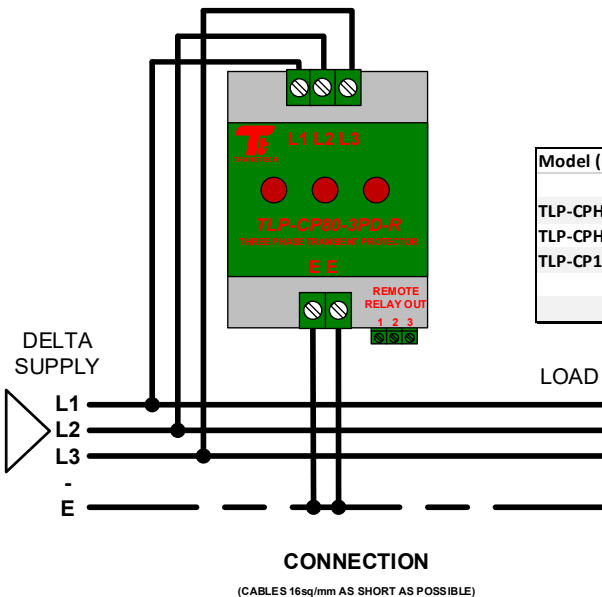 L1 L2 L3
TLP-CP80-3PD-R
THREE PHASE TRANSIENT PROTECTOR
E E
REMOTE
RELAY OUT
1 2 3
Model (
TLP-CPH
TLP-CPH
TLP-CP1
DELTA
SUPPLY
LOAD
L1
L2
L3
-
E
CONNECTION
(CABLES 16sq/mm AS SHORT AS POSSIBLE)